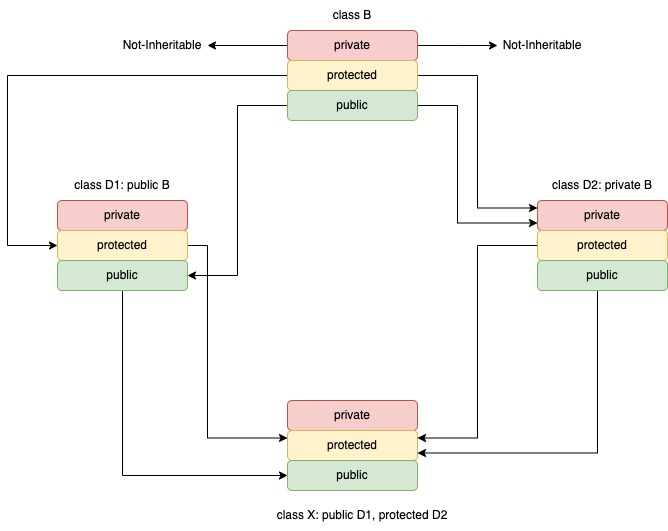 class B
Not-Inheritable
private
Not-Inheritable
protected
public
class D1: public B
class D2: private B
private
private
protected
protected
public
public
private
protected
public
class X: public D1, protected D2